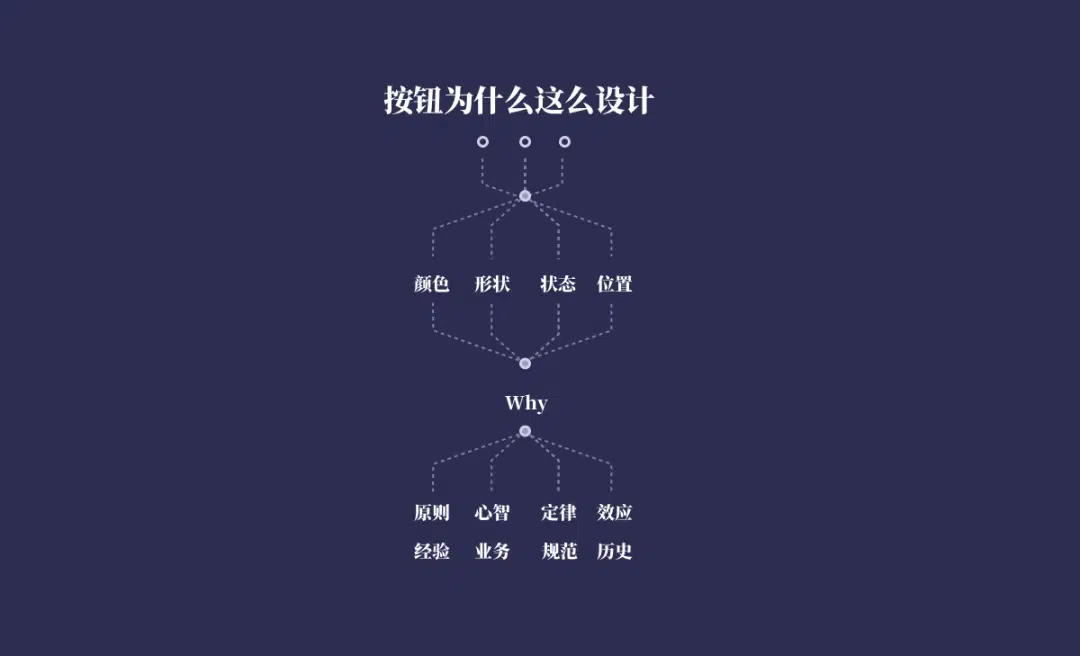 按钮为什么这么设计
颜色 形状 状态 位置
Why
原则 心智 定律 效应
经验 业务 规范 历史